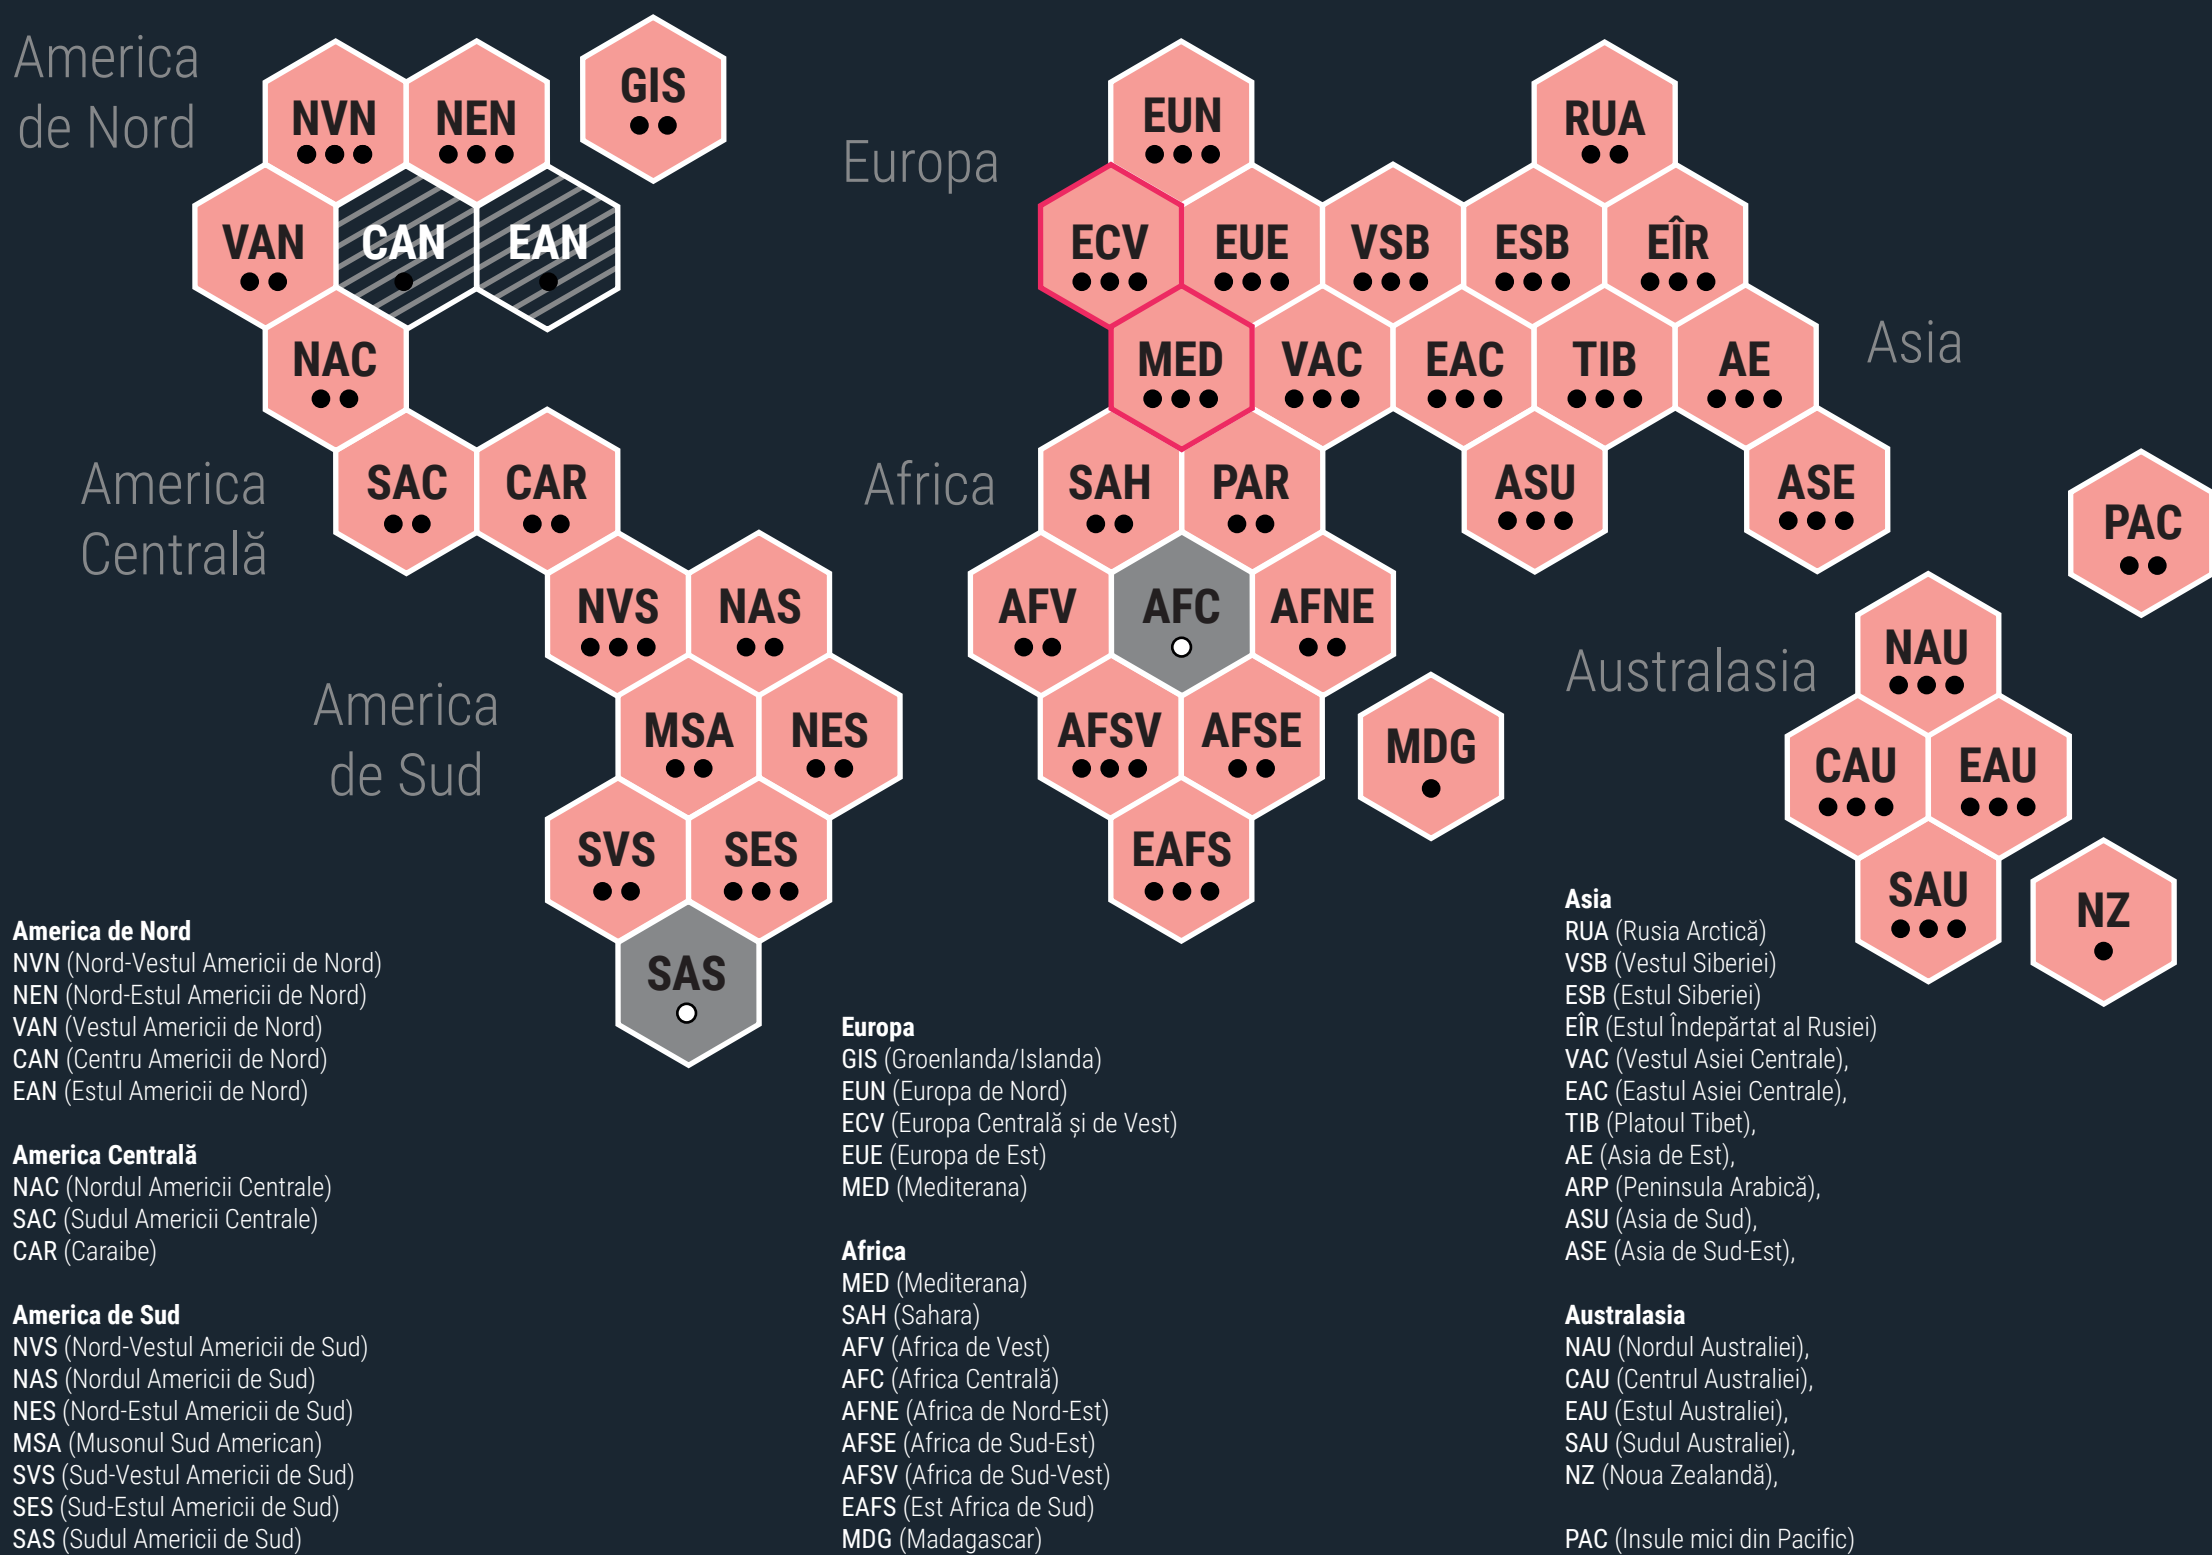 America
de Nord
NVN
NEN
GIS
VAN
CAN
EAN
NAC
America
Centrală
SAC
CAR
NVS
NAS
America
de Sud
MSA
NES
SVS
SES
SAS
Europa
EUN
RUA
ECV
EUE
VSB
ESB
EÎR
MED
VAC
EAC
TIB
AE
Asia
Africa
SAH
PAR
ASU
ASE
PAC
AFV
AFC
AFNE
Australasia
NAU
AFSV
AFSE
MDG
CAU
EAU
EAFS
SAU
NZ
America de Nord
NVN (Nord-Vestul Americii de Nord)
NEN (Nord-Estul Americii de Nord)
VAN (Vestul Americii de Nord)
CAN (Centru Americii de Nord)
EAN (Estul Americii de Nord)
America Centrală
NAC (Nordul Americii Centrale)
SAC (Sudul Americii Centrale)
CAR (Caraibe)
America de Sud
NVS (Nord-Vestul Americii de Sud)
NAS (Nordul Americii de Sud)
NES (Nord-Estul Americii de Sud)
MSA (Musonul Sud American)
SVS (Sud-Vestul Americii de Sud)
SES (Sud-Estul Americii de Sud)
SAS (Sudul Americii de Sud)
Europa
GIS (Groenlanda/Islanda)
EUN (Europa de Nord)
ECV (Europa Centrală și de Vest)
EUE (Europa de Est)
MED (Mediterana)
Africa
MED (Mediterana)
SAH (Sahara)
AFV (Africa de Vest)
AFC (Africa Centrală)
AFNE (Africa de Nord-Est)
AFSE (Africa de Sud-Est)
AFSV (Africa de Sud-Vest)
EAFS (Est Africa de Sud)
MDG (Madagascar)
Asia
RUA (Rusia Arctică)
VSB (Vestul Siberiei)
ESB (Estul Siberiei)
EÎR (Estul Îndepărtat al Rusiei)
VAC (Vestul Asiei Centrale),
EAC (Eastul Asiei Centrale),
TIB (Platoul Tibet),
AE (Asia de Est),
ARP (Peninsula Arabică),
ASU (Asia de Sud),
ASE (Asia de Sud-Est),
Australasia
NAU (Nordul Australiei),
CAU (Centrul Australiei),
EAU (Estul Australiei),
SAU (Sudul Australiei),
NZ (Noua Zealandă),
PAC (Insule mici din Pacific)